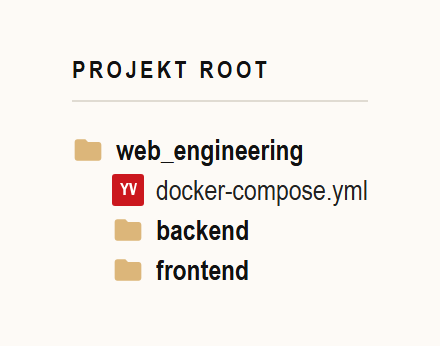 PROJEKT ROOT
web_engineering
YV docker-compose.yml
backend
frontend